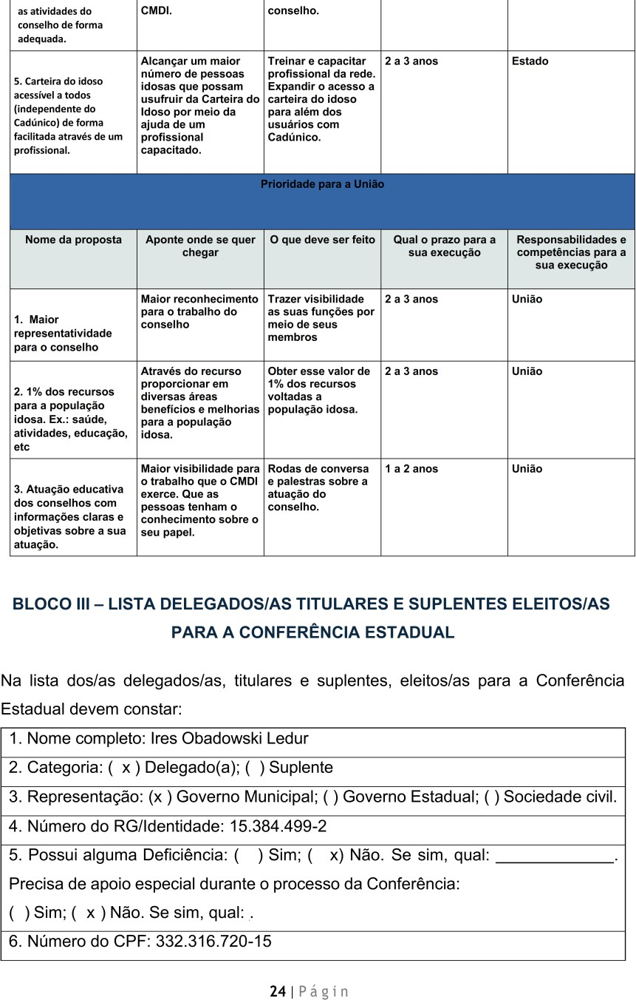 as atividades do
conselho de forma
adequada.
CMDI.
conselho.
5. Carteira do idoso
acessível a todos
(independente do
Cadúnico) de forma
facilitada através de um
profissional.
Alcançar um maior
número de pessoas
idosas que possam
usufruir da Carteira do
Idoso por meio da
ajuda de um
profissional
capacitado.
Treinar e capacitar
profissional da rede.
Expandir o acesso a
carteira do idoso
para além dos
usuários com
Cadúnico.
2 a 3 anos
Estado
Prioridade para a União
Nome da proposta
Aponte onde se quer
chegar
O que deve ser feito
Qual o prazo para a
sua execução
Responsabilidades e
competências para a
sua execução
1. Maior
representatividade
para o conselho
Maior reconhecimento
para o trabalho do
conselho
Trazer visibilidade
as suas funções por
meio de seus
membros
2 a 3 anos
União
2. 1% dos recursos
para a população
idosa. Ex.: saúde,
atividades, educação,
etc
Através do recurso
proporcionar em
diversas áreas
benefícios e melhorias
para a população
idosa.
Obter esse valor de
1% dos recursos
voltadas a
população idosa.
2 a 3 anos
União
3. Atuação educativa
dos conselhos com
informações claras e
objetivas sobre a sua
atuação.
Maior visibilidade para
o trabalho que o CMDI
exerce. Que as
pessoas tenham o
conhecimento sobre o
seu papel.
Rodas de conversa
e palestras sobre a
atuação do
conselho.
1 a 2 anos
União
BLOCO III – LISTA DELEGADOS/AS TITULARES E SUPLENTES ELEITOS/AS
PARA A CONFERÊNCIA ESTADUAL
Na lista dos/as delegados/as, titulares e suplentes, eleitos/as para a Conferência
Estadual devem constar:
1. Nome completo: Ires Obadowski Ledur
2. Categoria: ( x ) Delegado(a); ( ) Suplente
3. Representação: (x ) Governo Municipal; ( ) Governo Estadual; ( ) Sociedade civil.
4. Número do RG/Identidade: 15.384.499-2
5. Possui alguma Deficiência: ( ) Sim; ( x) Não. Se sim, qual: _____________.
Precisa de apoio especial durante o processo da Conferência:
( ) Sim; ( x ) Não. Se sim, qual: .
6. Número do CPF: 332.316.720-15
24 | Págin